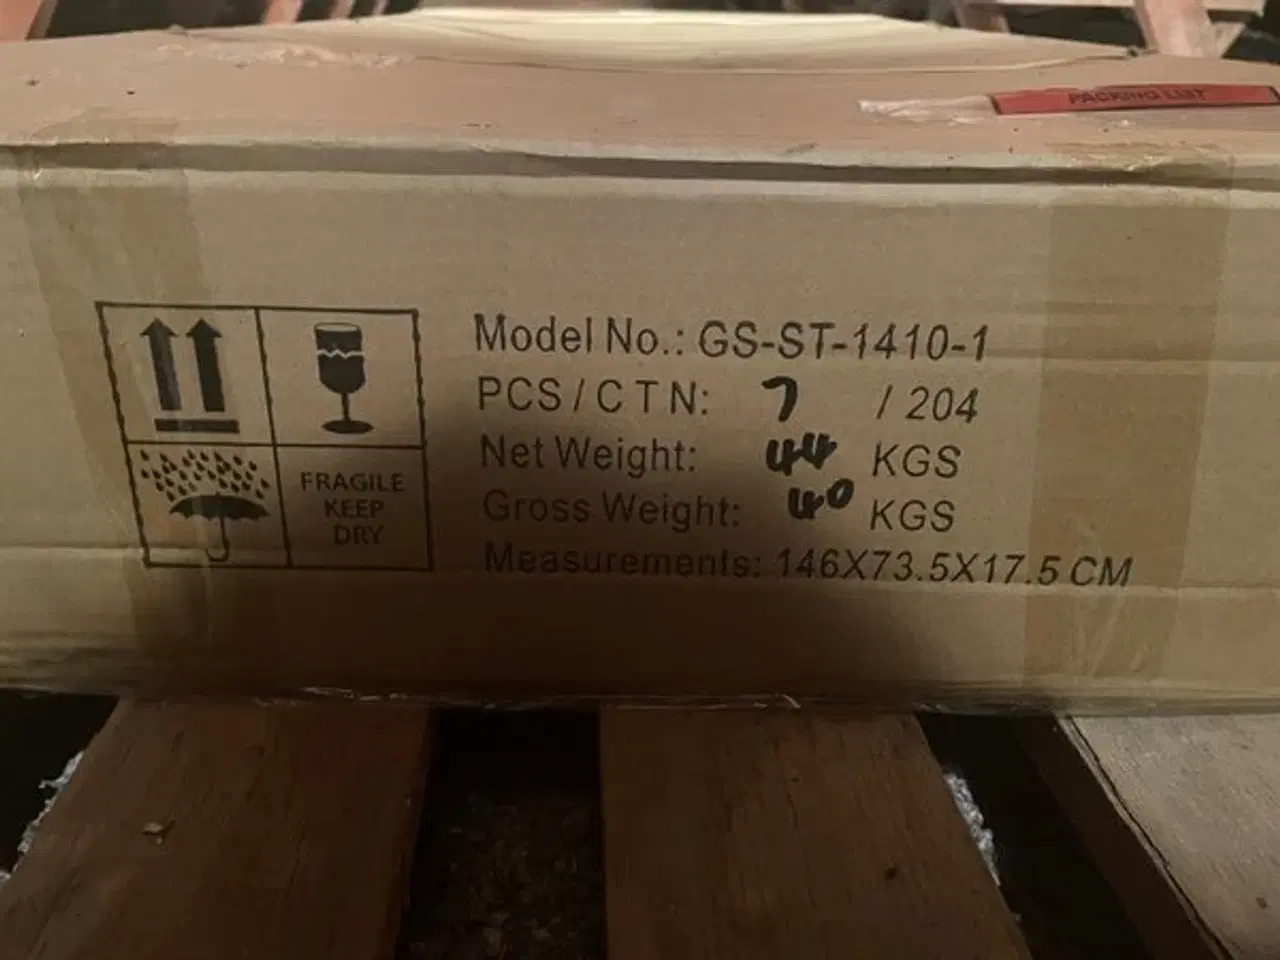 PACKING LIST
Model No.: GS-ST-1410-1
PCS/CTN: 7 / 204
Net Weight: 44 KGS
Gross Weight: 40 KGS
Measurements: 146X73.5X17.5 CM
FRAGILE
KEEP
DRY